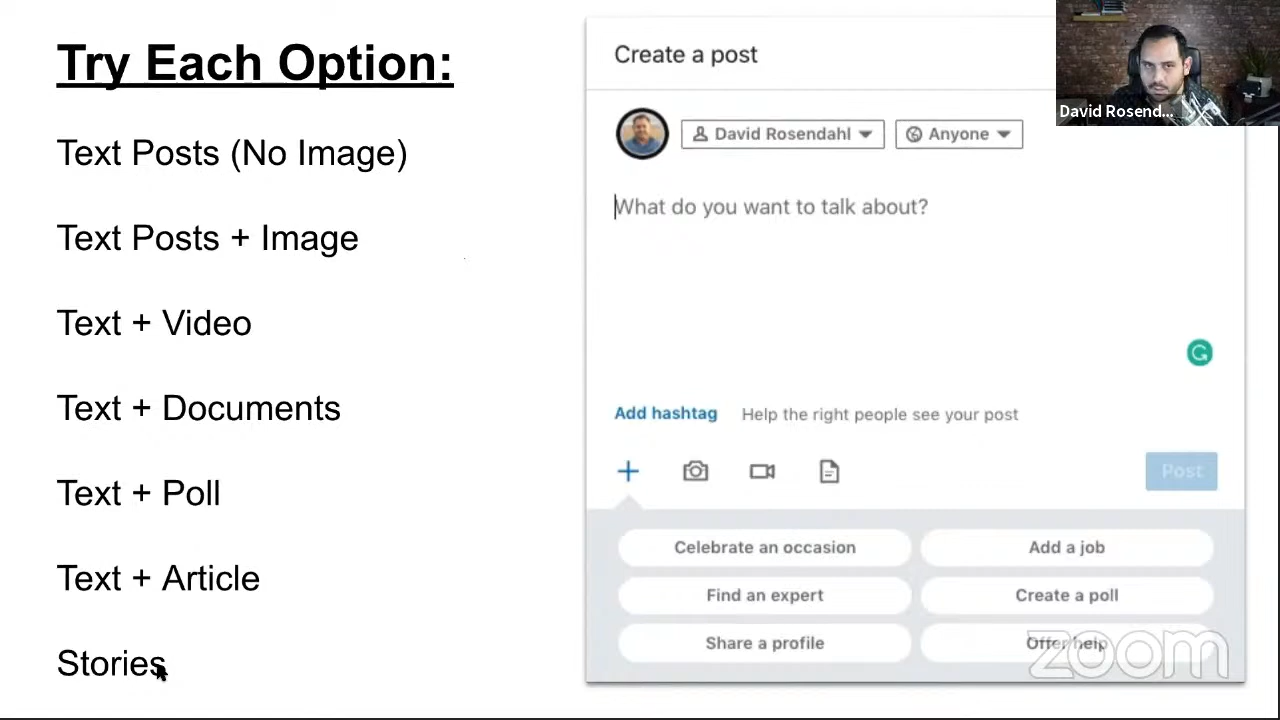 Try Each Option:
Text Posts (No Image)
Text Posts + Image
Text + Video
Text + Documents
Text + Poll
Text + Article
Stories
Create a post
David Rosendahl
Anyone
What do you want to talk about?
Add hashtag Help the right people see your post
Post
Celebrate an occasion
Add a job
Find an expert
Create a poll
Share a profile
Offer help
zoom
David Rosend...